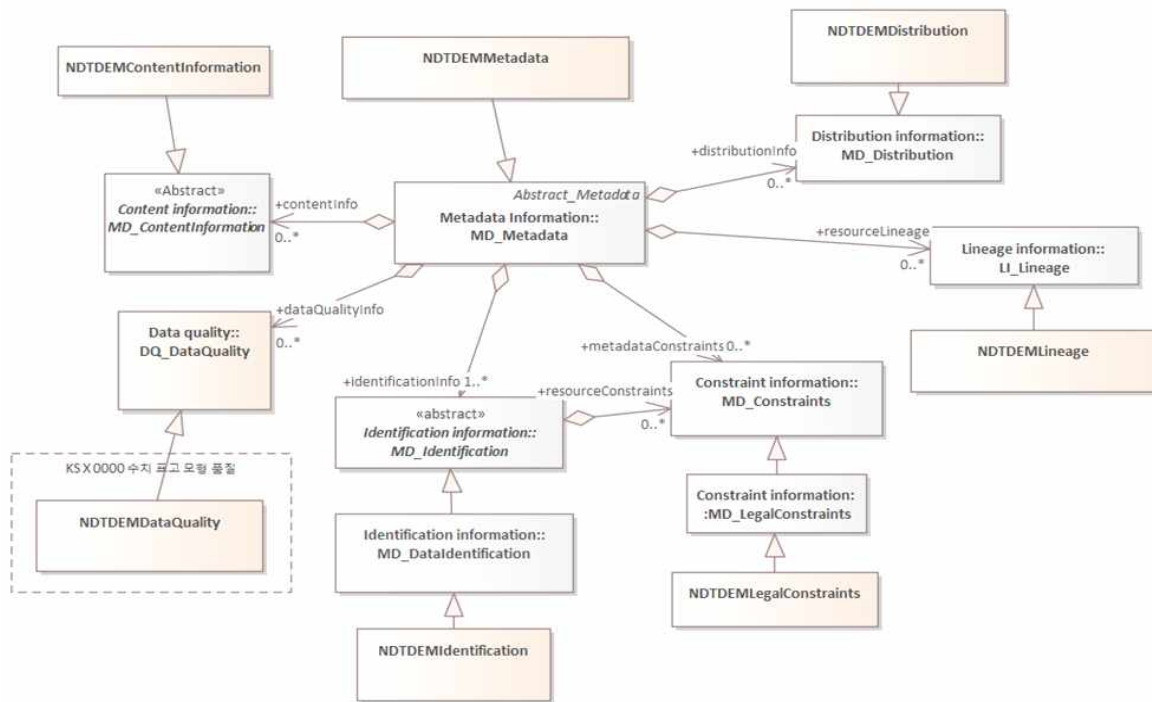 NDTDEMContentInformation
NDTDEMMetadata
NDTDEMDistribution
Distribution information::
MD_Distribution
+distributionInfo
0..*
«Abstract»
Content information::
MD_ContentInformation
+contentInfo
0..*
Abstract_Metadata
Metadata Information::
MD_Metadata
+resourceLineage
0..*
Lineage information::
LI_Lineage
NDTDEMLineage
+dataQualityInfo
0..*
Data quality::
DQ_DataQuality
+metadataConstraints 0..*
+identificationInfo 1..*
+resourceConstraints
0..*
Constraint information::
MD_Constraints
«abstract»
Identification information::
MD_Identification
KS X 0000 수치 표고 모형 품질
NDTDEMDataQuality
Constraint information:
:MD_LegalConstraints
Identification information::
MD_DataIdentification
NDTDEMLegalConstraints
NDTDEMIdentification